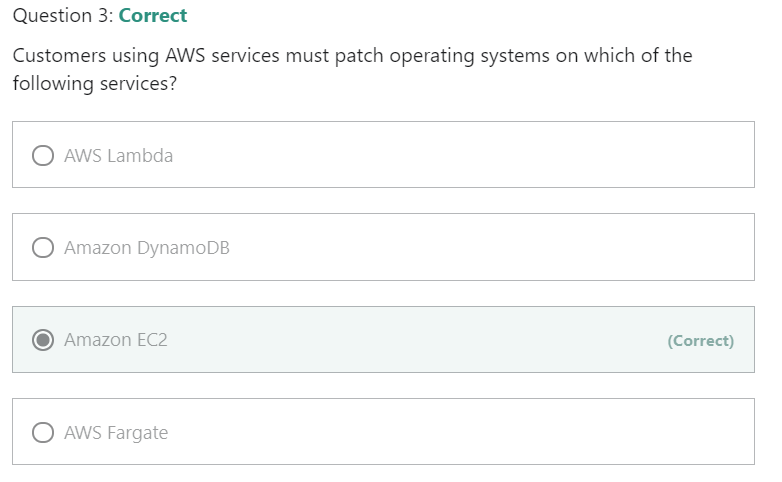 Question 3: Correct
Customers using AWS services must patch operating systems on which of the
following services?
AWS Lambda
Amazon DynamoDB
Amazon EC2 (Correct)
AWS Fargate